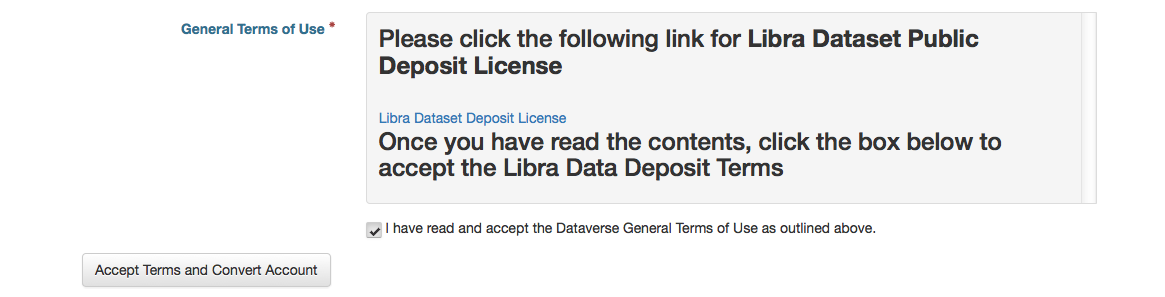 General Terms of Use *
Please click the following link for Libra Dataset Public
Deposit License
Libra Dataset Deposit License
Once you have read the contents, click the box below to
accept the Libra Data Deposit Terms
I have read and accept the Dataverse General Terms of Use as outlined above.
Accept Terms and Convert Account